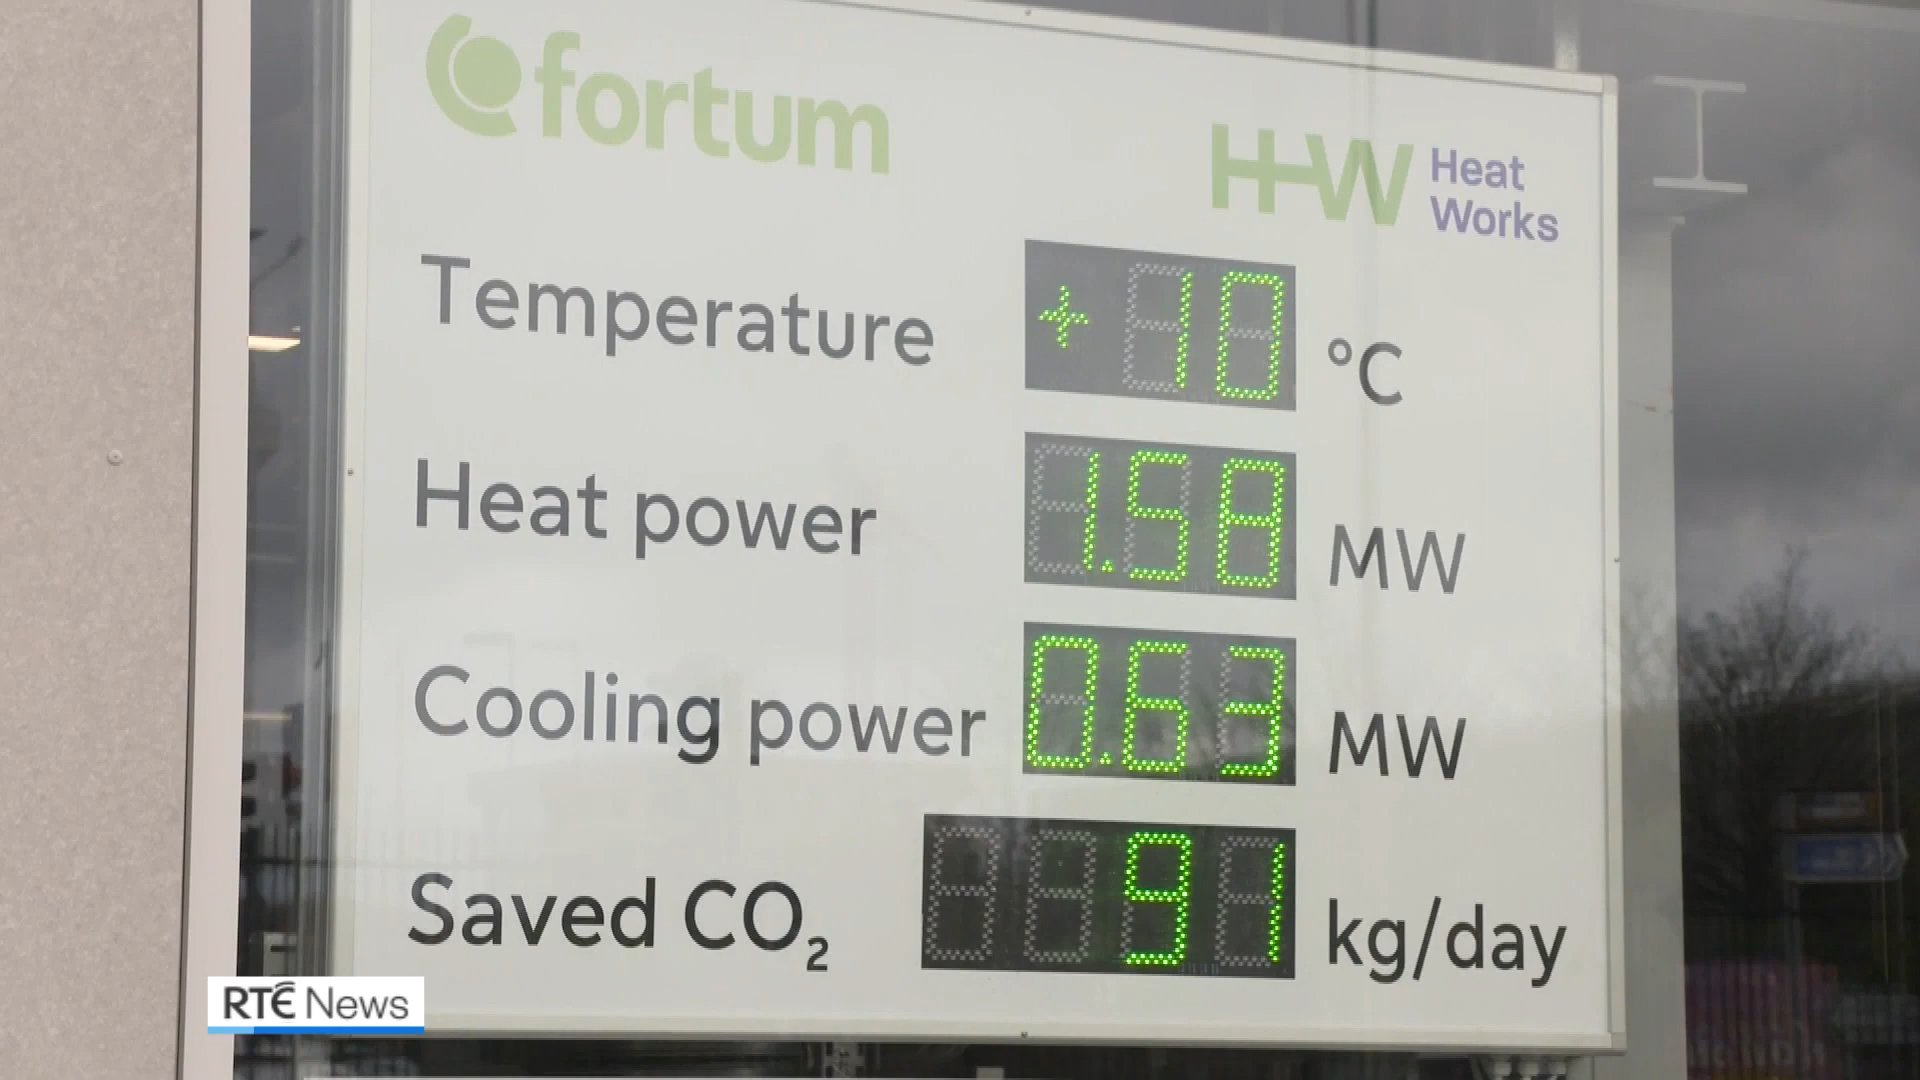 fortum
HW Heat
Works
Temperature +10 °C
Heat power 1.58 MW
Cooling power 0.63 MW
Saved CO₂ 91 kg/day
RTÉ News